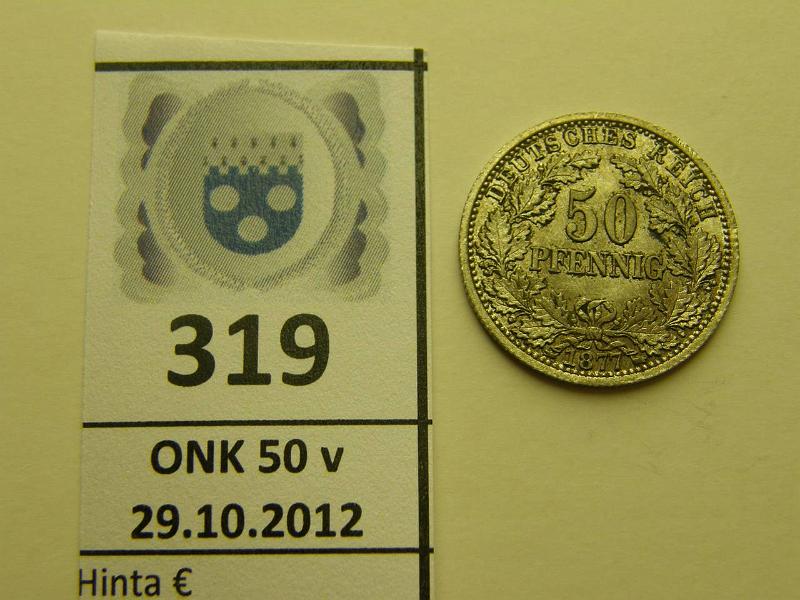 319
ONK 50 v
29.10.2012
Hinta €
DEUTSCHES REICH
50
PFENNIG
1877